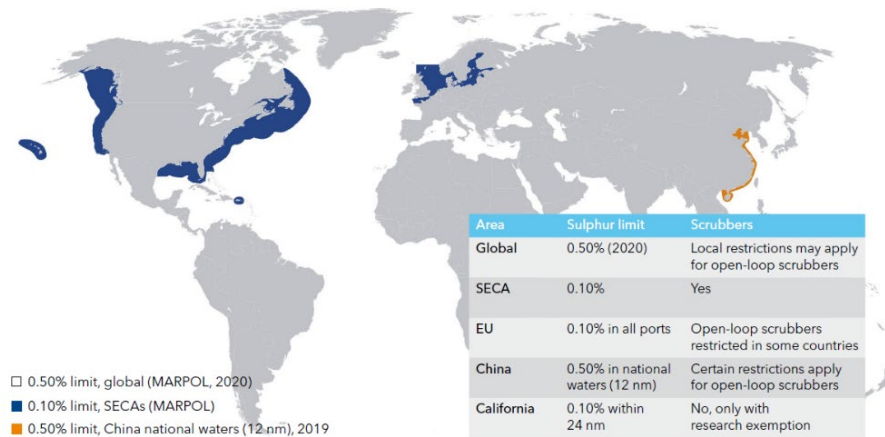 Area Sulphur limit Scrubbers
Global 0.50% (2020) Local restrictions may apply
for open-loop scrubbers
SECA 0.10% Yes
EU 0.10% in all ports Open-loop scrubbers
restricted in some countries
China 0.50% in national Certain restrictions apply
waters (12 nm) for open-loop scrubbers
California 0.10% within No, only with
24 nm research exemption
0.50% limit, global (MARPOL, 2020)
0.10% limit, SECAs (MARPOL)
0.50% limit, China national waters (12 nm), 2019